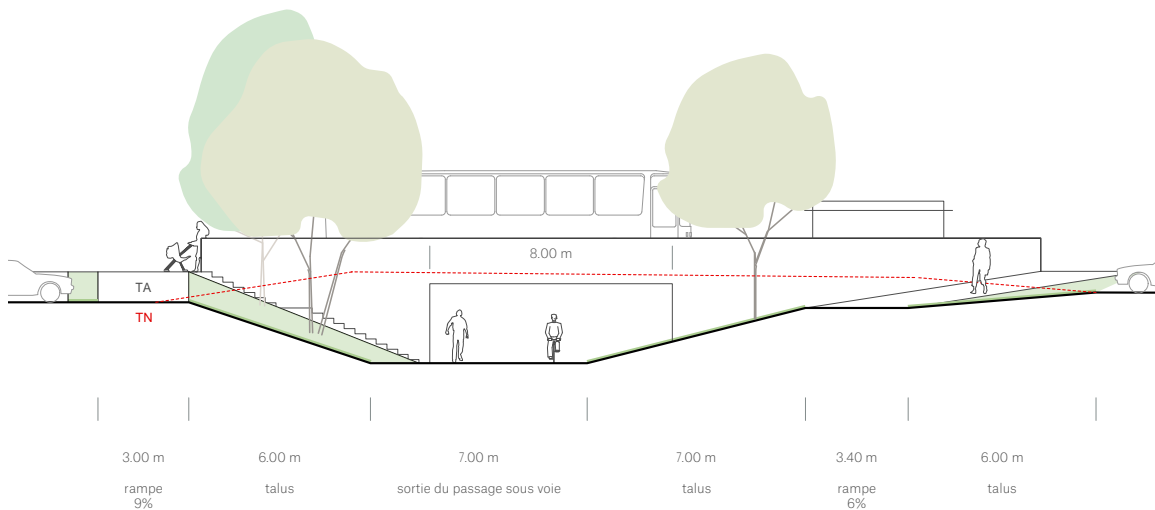 8.00 m
TA
TN
3.00 m
6.00 m
7.00 m
7.00 m
3.40 m
6.00 m
rampe
9%
talus
sortie du passage sous voie
talus
rampe
6%
talus